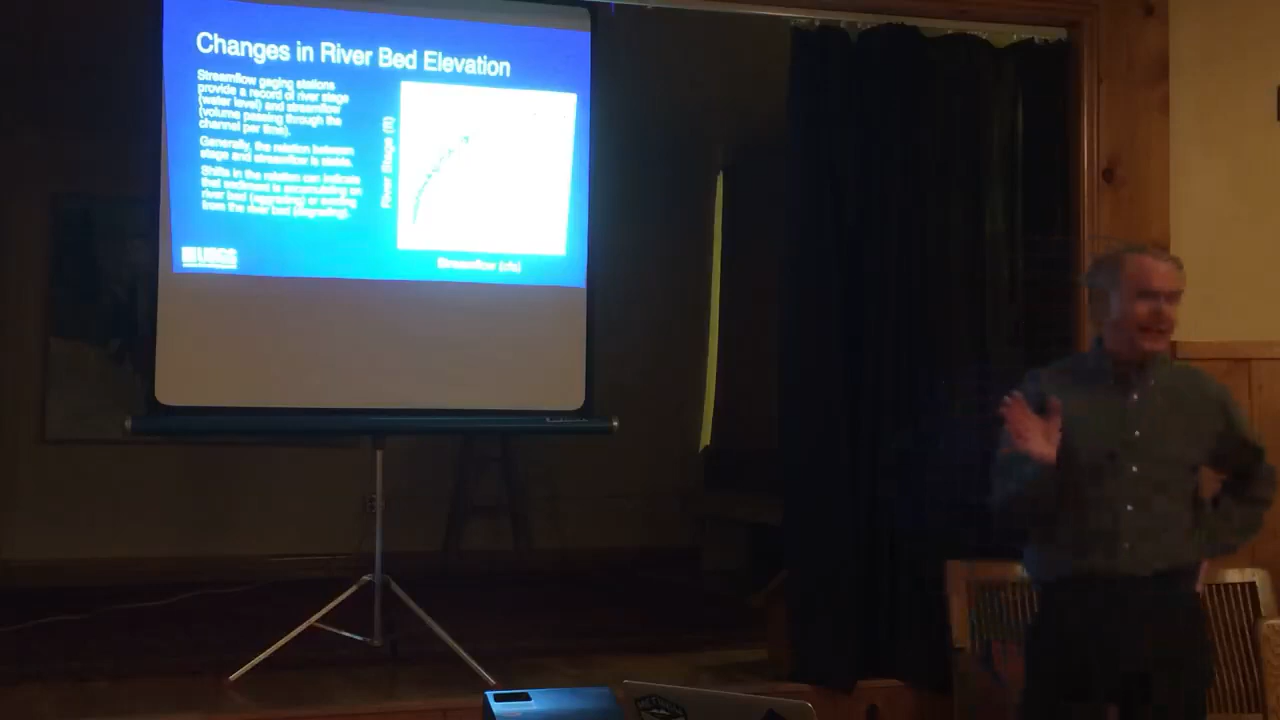 Changes in River Bed Elevation
Streamflow gaging stations
provide a record of river stage
(water level) and streamflow
(volume passing through the
channel per time).
Generally, the relation between
stage and streamflow is stable.
Shifts in the relation can indicate
that sediment is accumulating on
river bed (aggrading) or eroding
from the river bed (degrading).
River Stage (ft)
Streamflow (cfs)
USGS